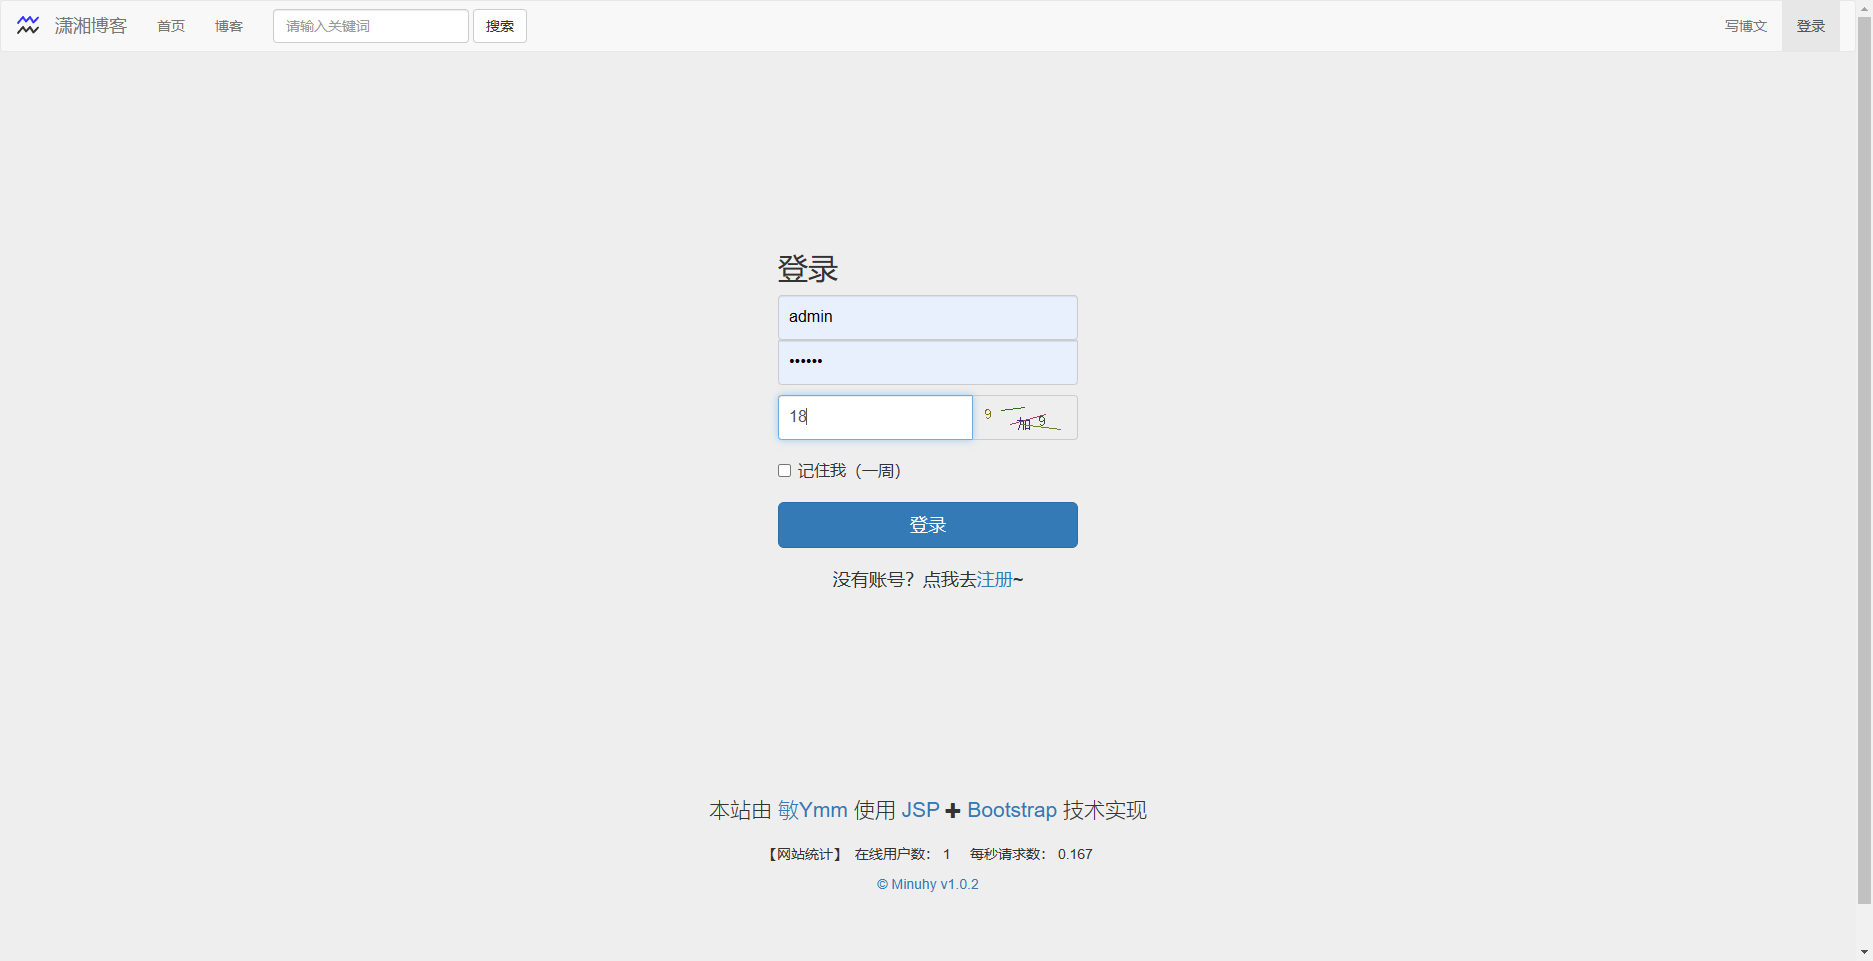 潇湘博客 首页 博客 请输入关键词 搜索 写博文 登录
登录
admin
••••••
18 9 加 9
记住我（一周）
登录
没有账号？点我去注册~
本站由 敏Ymm 使用 JSP ✚ Bootstrap 技术实现
【网站统计】 在线用户数： 1 每秒请求数： 0.167
© Minuhy v1.0.2